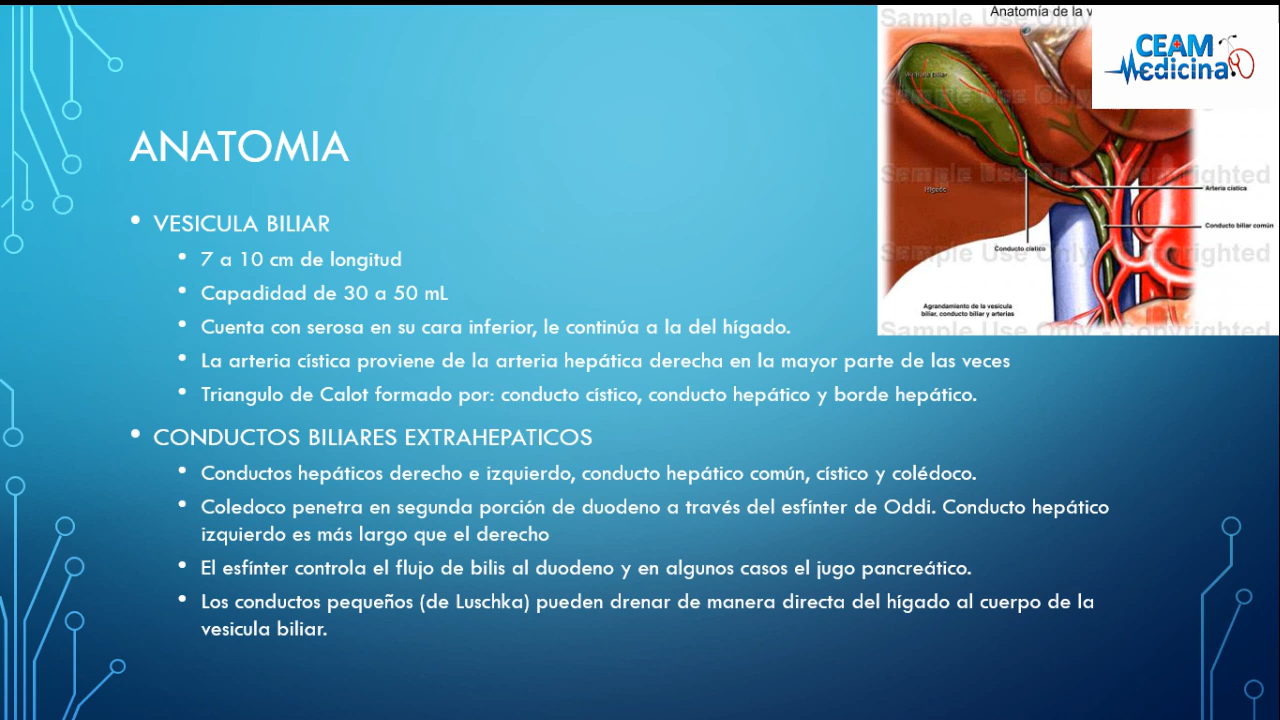 Anatomía de la v
CEAM
Medicina
ANATOMIA
• VESICULA BILIAR
• 7 a 10 cm de longitud
• Capadidad de 30 a 50 mL
• Cuenta con serosa en su cara inferior, le continúa a la del hígado.
• La arteria cística proviene de la arteria hepática derecha en la mayor parte de las veces
• Triangulo de Calot formado por: conducto cístico, conducto hepático y borde hepático.
• CONDUCTOS BILIARES EXTRAHEPATICOS
• Conductos hepáticos derecho e izquierdo, conducto hepático común, cístico y colédoco.
• Coledoco penetra en segunda porción de duodeno a través del esfínter de Oddi. Conducto hepático
izquierdo es más largo que el derecho
• El esfínter controla el flujo de bilis al duodeno y en algunos casos el jugo pancreático.
• Los conductos pequeños (de Luschka) pueden drenar de manera directa del hígado al cuerpo de la
vesicula biliar.
Hígado
Arteria cística
Conducto biliar común
Conducto cístico
Agrandamiento de la vesícula
biliar, conducto biliar y arterias
Sample Use Only
Sample Use Only
Sample Use Only - Copyrighted
Sample Use Only - Copyrighted
Sample Use Only - Copyrighted